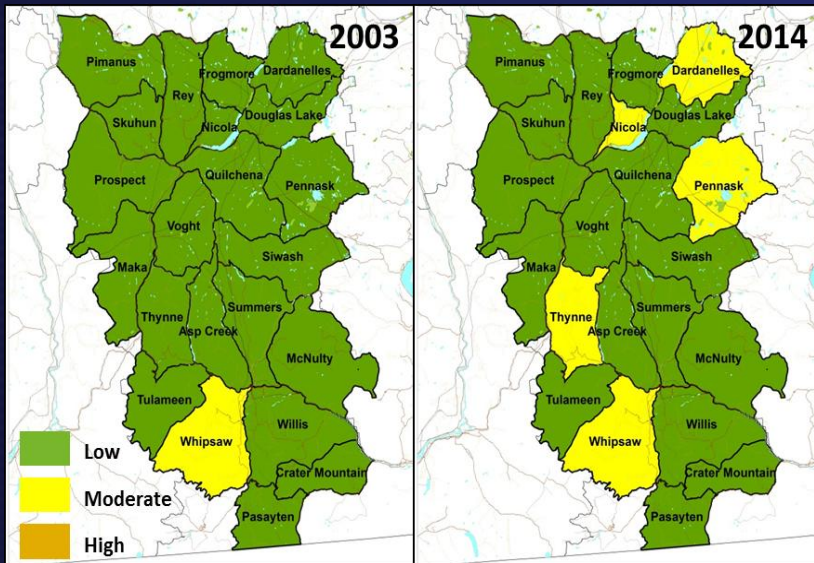 2003
Pimanus
Frogmore
Dardanelles
Rey
Skuhun
Nicola
Douglas Lake
Prospect
Quilchena
Pennask
Voght
Maka
Siwash
Thynne
Asp Creek
Summers
McNulty
Tulameen
Whipsaw
Willis
Crater Mountain
Pasayten
Low
Moderate
High
2014
Pimanus
Frogmore
Dardanelles
Rey
Skuhun
Nicola
Douglas Lake
Prospect
Quilchena
Pennask
Voght
Maka
Siwash
Thynne
Asp Creek
Summers
McNulty
Tulameen
Whipsaw
Willis
Crater Mountain
Pasayten